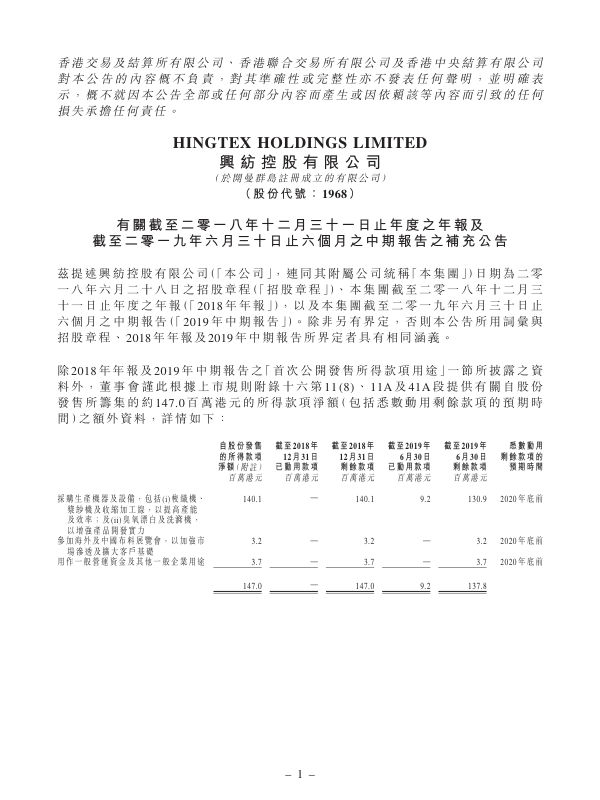 香港交易及結算所有限公司、香港聯合交易所有限公司及香港中央結算有限公司
對本公告的內容概不負責，對其準確性或完整性亦不發表任何聲明，並明確表
示，概不就因本公告全部或任何部分內容而產生或因依賴該等內容而引致的任何
損失承擔任何責任。
HINGTEX HOLDINGS LIMITED
興紡控股有限公司
（於開曼群島註冊成立的有限公司）
（股份代號：1968）
有關截至二零一八年十二月三十一日止年度之年報及
截至二零一九年六月三十日止六個月之中期報告之補充公告
茲提述興紡控股有限公司（「本公司」，連同其附屬公司統稱「本集團」）日期為二零
一八年六月二十八日之招股章程（「招股章程」）、本集團截至二零一八年十二月三
十一日止年度之年報（「2018年年報」），以及本集團截至二零一九年六月三十日止
六個月之中期報告（「2019年中期報告」）。除非另有界定，否則本公告所用詞彙與
招股章程、2018年年報及2019年中期報告所界定者具有相同涵義。
除2018年年報及2019年中期報告之「首次公開發售所得款項用途」一節所披露之資
料外，董事會謹此根據上市規則附錄十六第11(8)、11A及41A段提供有關自股份
發售所籌集的約147.0百萬港元的所得款項淨額（包括悉數動用剩餘款項的預期時
間）之額外資料，詳情如下：
自股份發售 截至2018年 截至2018年 截至2019年 截至2019年 悉數動用
的所得款項 12月31日 12月31日 6月30日 6月30日 剩餘款項的
淨額（附註） 已動用款項 剩餘款項 已動用款項 剩餘款項 預期時間
百萬港元 百萬港元 百萬港元 百萬港元 百萬港元
採購生產機器及設備，包括(i)梭織機、 140.1 — 140.1 9.2 130.9 2020年底前
漿紗機及收縮加工線，以提高產能
及效率；及(ii)臭氧漂白及洗滌機，
以增強產品開發實力
參加海外及中國布料展覽會，以加強市 3.2 — 3.2 — 3.2 2020年底前
場滲透及擴大客戶基礎
用作一般營運資金及其他一般企業用途 3.7 — 3.7 — 3.7 2020年底前
147.0 — 147.0 9.2 137.8
– 1 –